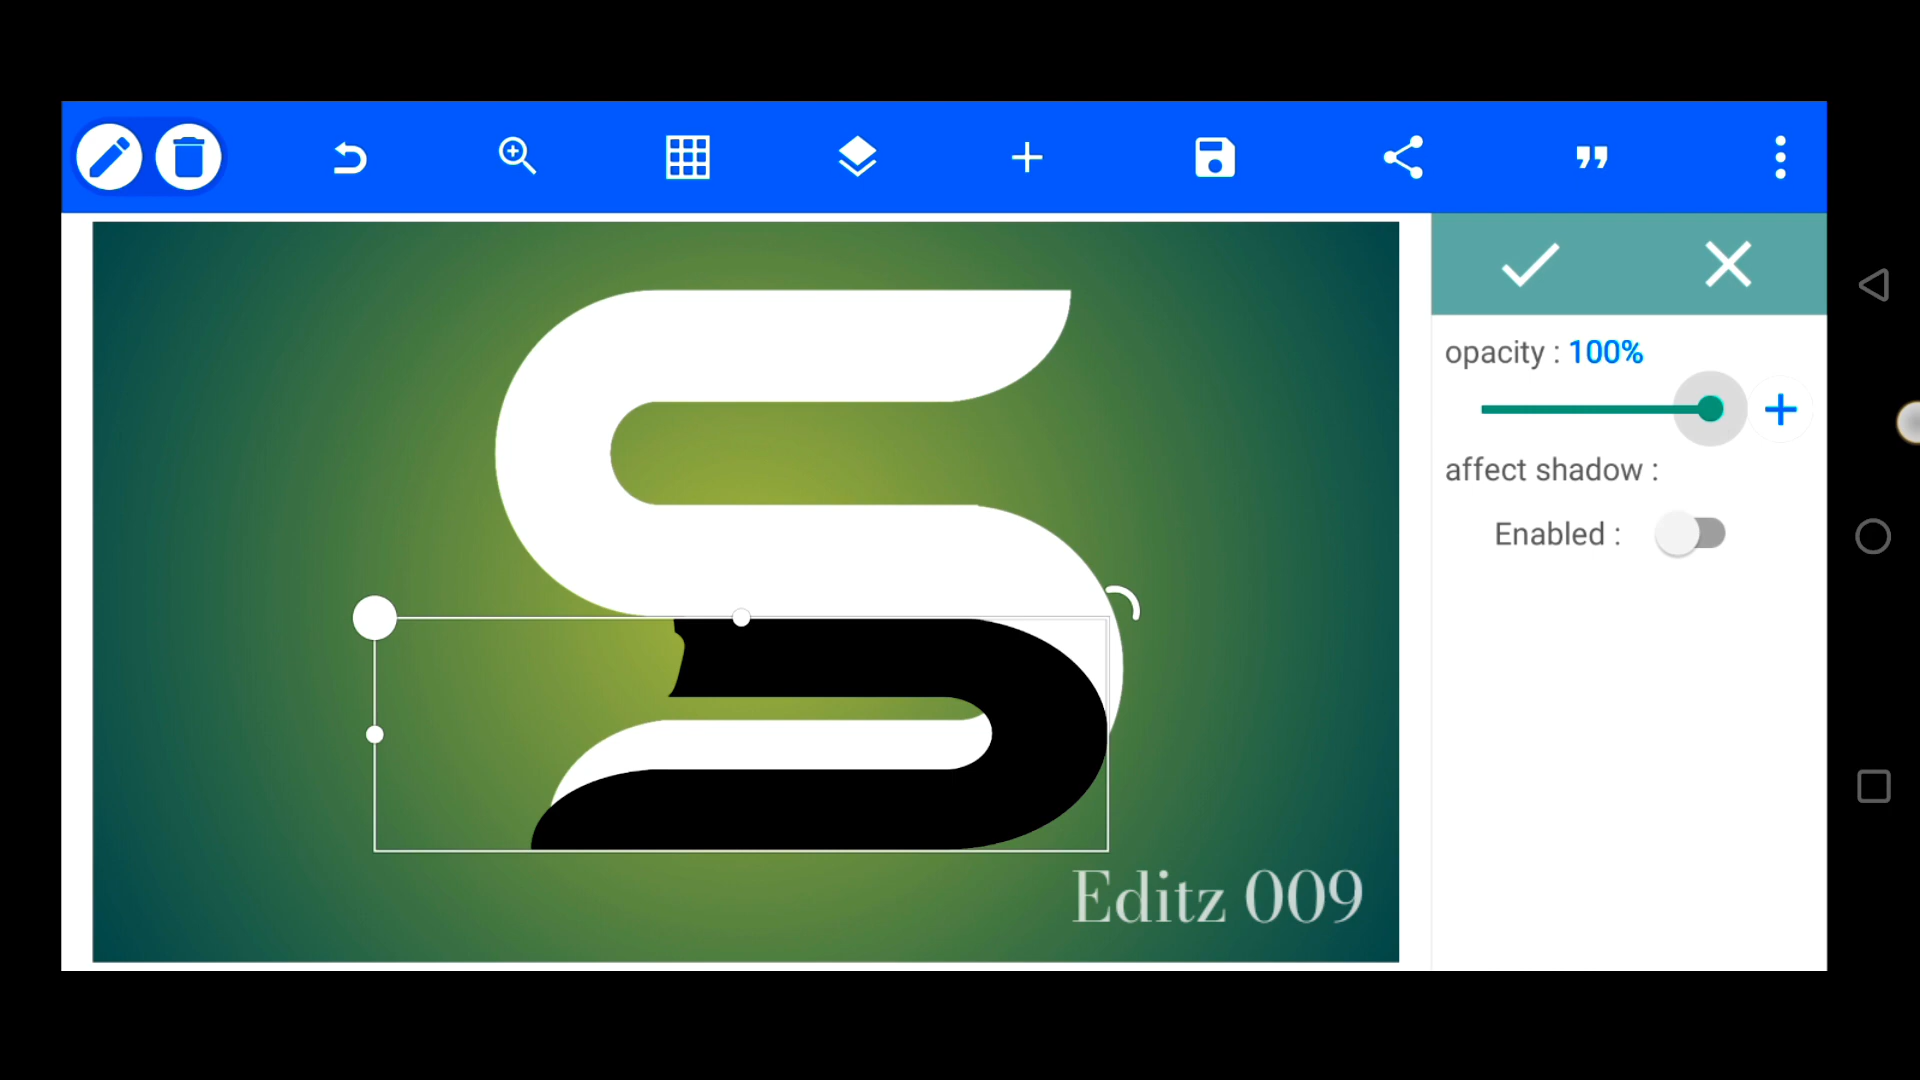 opacity : 100%
affect shadow :
Enabled :
Editz 009